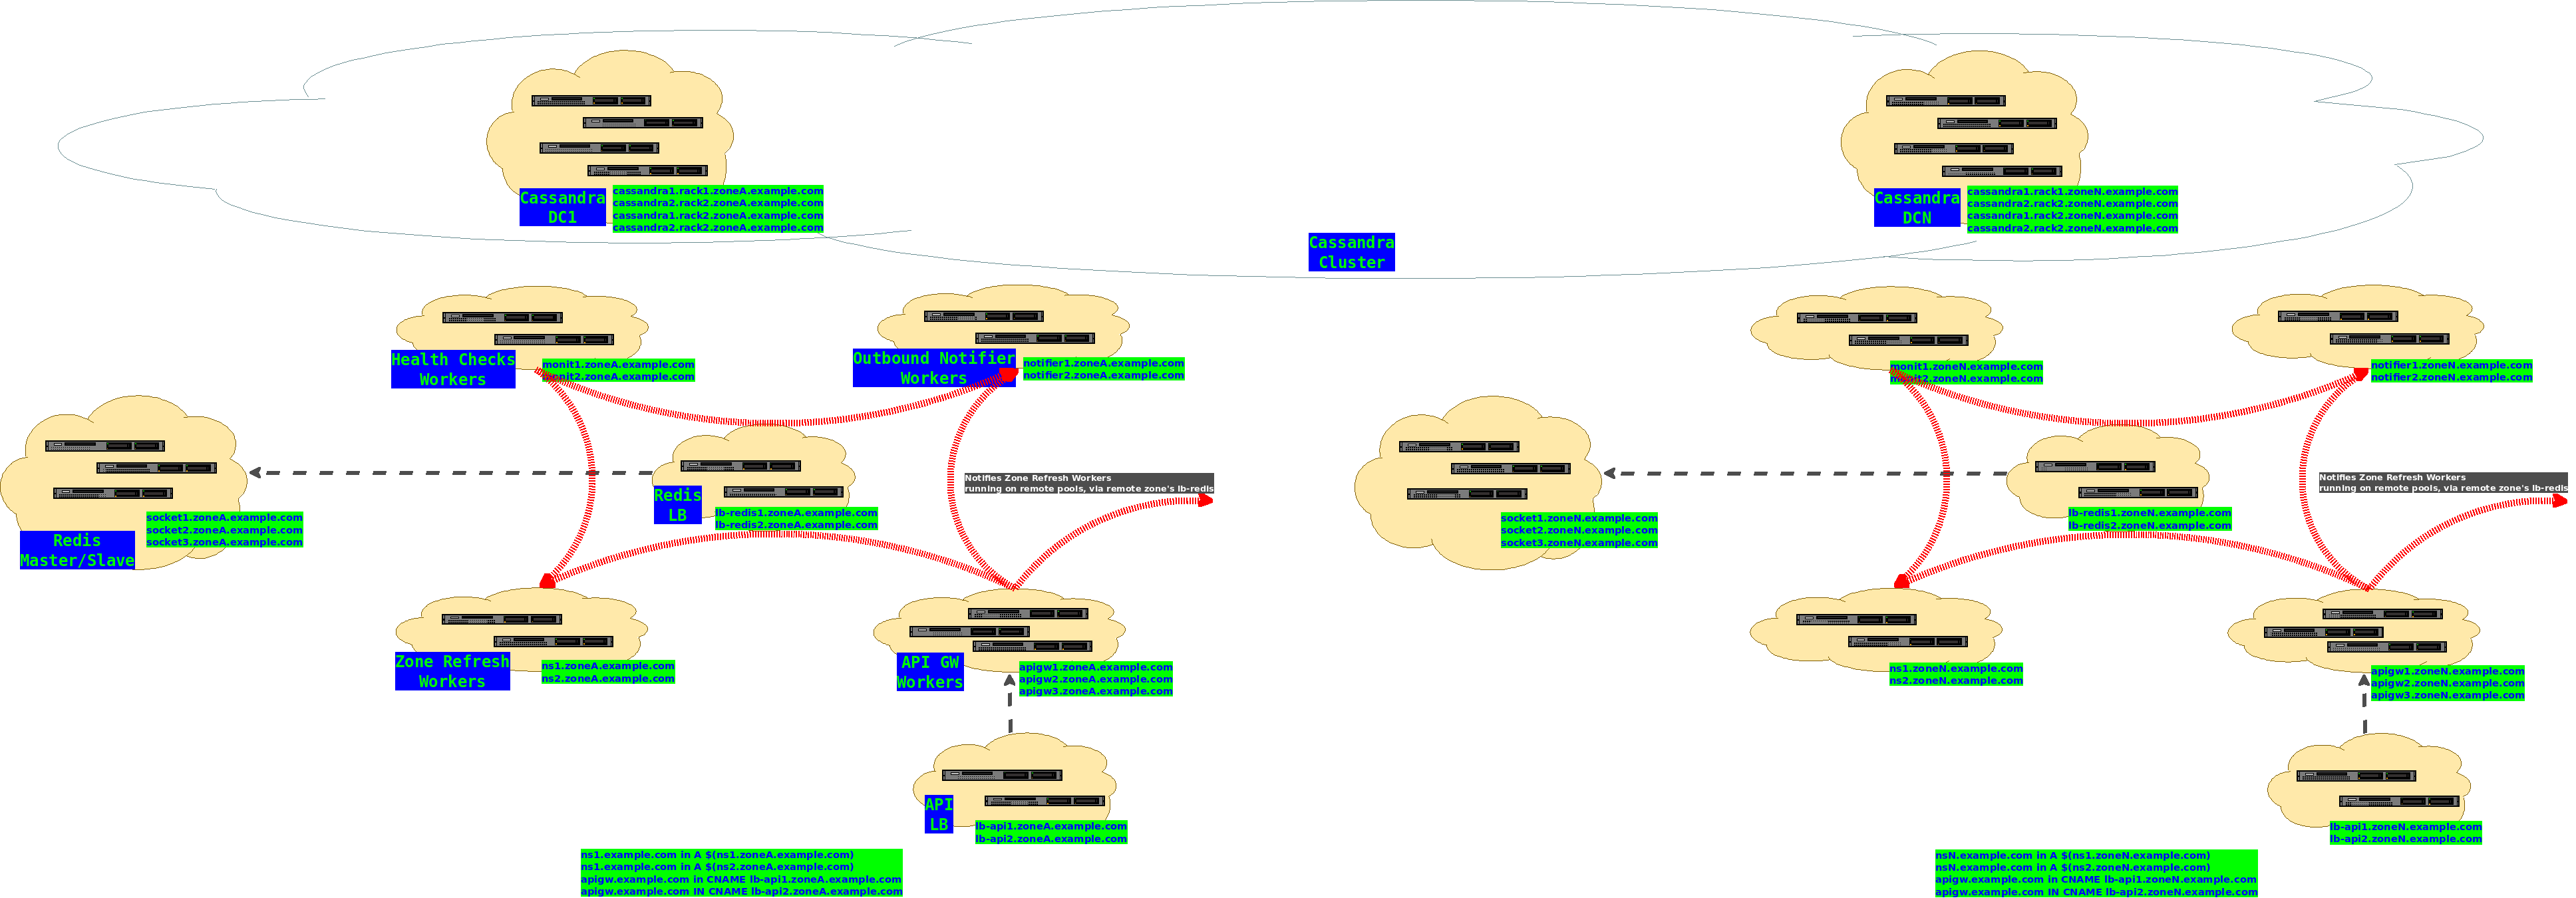 Cassandra
DC1
cassandra1.rack1.zoneA.example.com
cassandra2.rack2.zoneA.example.com
cassandra1.rack2.zoneA.example.com
cassandra2.rack2.zoneA.example.com
Cassandra
DCN
cassandra1.rack1.zoneN.example.com
cassandra2.rack2.zoneN.example.com
cassandra1.rack2.zoneN.example.com
cassandra2.rack2.zoneN.example.com
Cassandra
Cluster
Health Checks
Workers
monit1.zoneA.example.com
monit2.zoneA.example.com
Outbound Notifier
Workers
notifier1.zoneA.example.com
notifier2.zoneA.example.com
monit1.zoneN.example.com
monit2.zoneN.example.com
notifier1.zoneN.example.com
notifier2.zoneN.example.com
Redis
Master/Slave
socket1.zoneA.example.com
socket2.zoneA.example.com
socket3.zoneA.example.com
Redis
LB
lb-redis1.zoneA.example.com
lb-redis2.zoneA.example.com
Notifies Zone Refresh Workers
running on remote pools, via remote zone's lb-redis
socket1.zoneN.example.com
socket2.zoneN.example.com
socket3.zoneN.example.com
lb-redis1.zoneN.example.com
lb-redis2.zoneN.example.com
Notifies Zone Refresh Workers
running on remote pools, via remote zone's lb-redis
Zone Refresh
Workers
ns1.zoneA.example.com
ns2.zoneA.example.com
API GW
Workers
apigw1.zoneA.example.com
apigw2.zoneA.example.com
apigw3.zoneA.example.com
ns1.zoneN.example.com
ns2.zoneN.example.com
apigw1.zoneN.example.com
apigw2.zoneN.example.com
apigw3.zoneN.example.com
API
LB
lb-api1.zoneA.example.com
lb-api2.zoneA.example.com
lb-api1.zoneN.example.com
lb-api2.zoneN.example.com
ns1.example.com in A $(ns1.zoneA.example.com)
ns1.example.com in A $(ns2.zoneA.example.com)
apigw.example.com in CNAME lb-api1.zoneA.example.com
apigw.example.com IN CNAME lb-api2.zoneA.example.com
nsN.example.com in A $(ns1.zoneN.example.com)
nsN.example.com in A $(ns2.zoneN.example.com)
apigw.example.com in CNAME lb-api1.zoneN.example.com
apigw.example.com IN CNAME lb-api2.zoneN.example.com